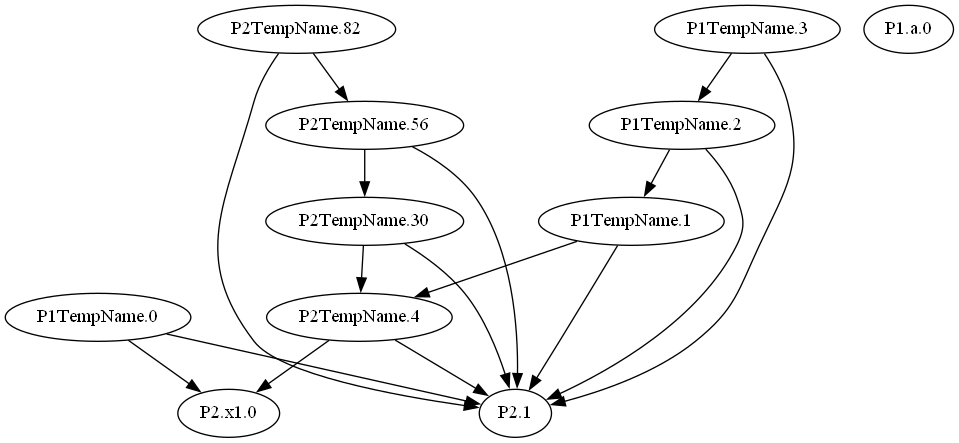 P2TempName.82
P1TempName.3
P1.a.0
P2TempName.56
P1TempName.2
P2TempName.30
P1TempName.1
P1TempName.0
P2TempName.4
P2.x1.0
P2.1